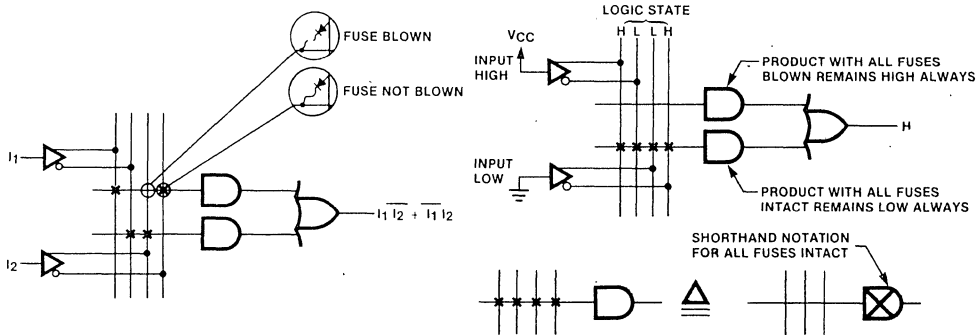 FUSE BLOWN
FUSE NOT BLOWN
I1
I2
I1 I̅2̅ + I̅1̅ I2
LOGIC STATE
H L L H
VCC
INPUT
HIGH
PRODUCT WITH ALL FUSES
BLOWN REMAINS HIGH ALWAYS
H
INPUT
LOW
PRODUCT WITH ALL FUSES
INTACT REMAINS LOW ALWAYS
SHORTHAND NOTATION
FOR ALL FUSES INTACT